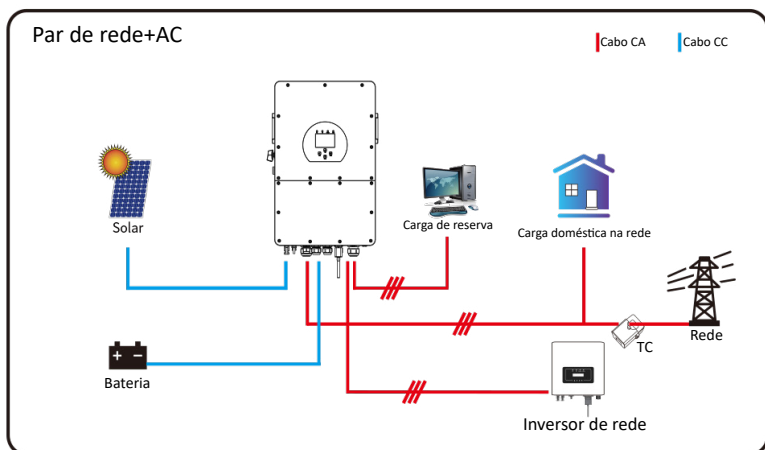 Par de rede+AC
Cabo CA
Cabo CC
Solar
Carga de reserva
Carga doméstica na rede
Rede
TC
+ −
Bateria
Inversor de rede